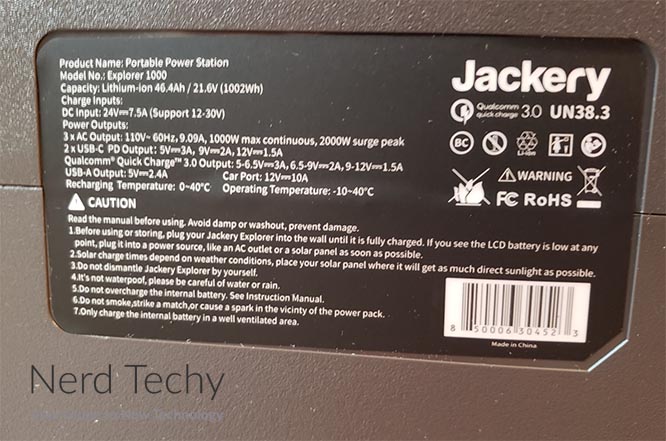 Product Name: Portable Power Station
Model No.: Explorer 1000
Capacity: Lithium-ion 46.4Ah / 21.6V (1002Wh)
Charge Inputs:
DC Input: 24V⎓7.5A (Support 12-30V)
Power Outputs:
3 x AC Output: 110V~ 60Hz, 9.09A, 1000W max continuous, 2000W surge peak
2 x USB-C PD Output: 5V⎓3A, 9V⎓2A, 12V⎓1.5A
Qualcomm® Quick Charge™ 3.0 Output: 5-6.5V⎓3A, 6.5-9V⎓2A, 9-12V⎓1.5A
USB-A Output: 5V⎓2.4A Car Port: 12V⎓10A
Recharging Temperature: 0~40℃ Operating Temperature: -10~40℃
Jackery
Qualcomm quick charge 3.0 UN38.3
BC Li-ion
WARNING
FC RoHS
CAUTION
Read the manual before using. Avoid damp or washout, prevent damage.
1.Before using or storing, plug your Jackery Explorer into the wall until it is fully charged. If you see the LCD battery is low at any
point, plug it into a power source, like an AC outlet or a solar panel as soon as possible.
2.Solar charge times depend on weather conditions, place your solar panel where it will get as much direct sunlight as possible.
3.Do not dismantle Jackery Explorer by yourself.
4.It's not waterproof, please be careful of water or rain.
5.Do not overcharge the internal battery. See Instruction Manual.
6.Do not smoke,strike a match,or cause a spark in the vicinty of the power pack.
7.Only charge the internal battery in a well ventilated area.
8 50006 30452 3
Made in China
Nerd Techy
New Technology